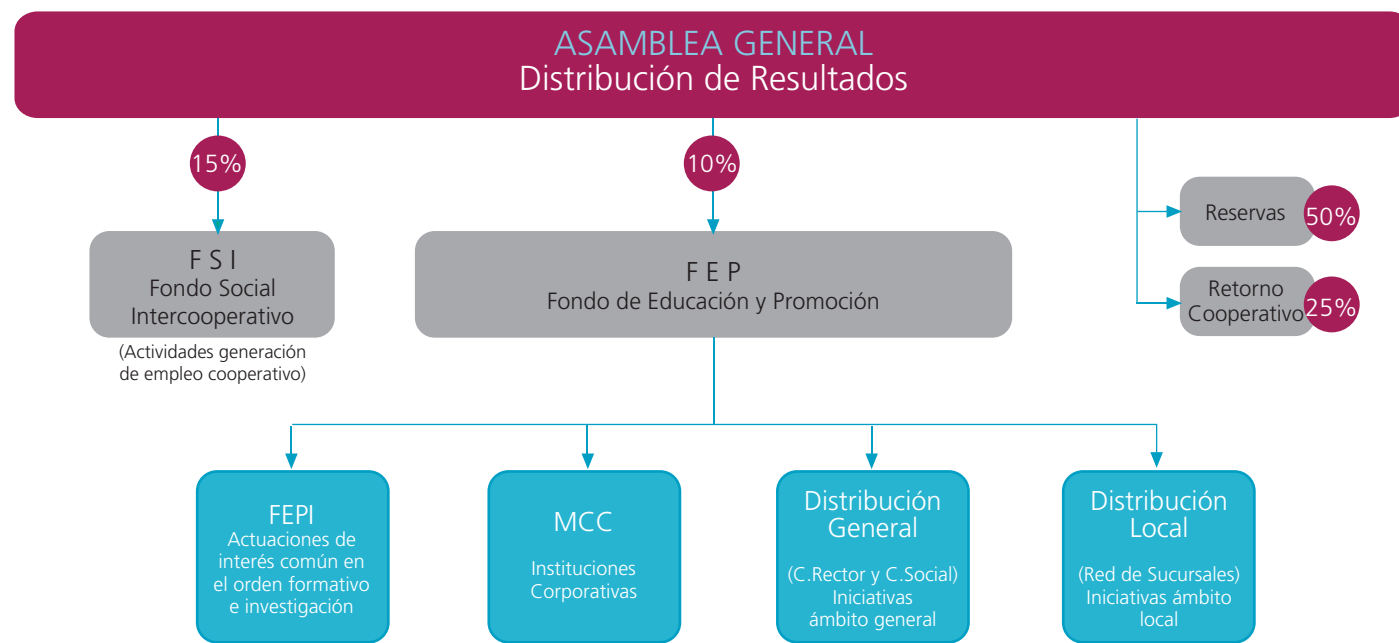 ASAMBLEA GENERAL
Distribución de Resultados
15%
10%
F S I
Fondo Social
Intercooperativo
(Actividades generación
de empleo cooperativo)
F E P
Fondo de Educación y Promoción
Reservas
50%
Retorno
Cooperativo
25%
FEPI
Actuaciones de
interés común en
el orden formativo
e investigación
MCC
Instituciones
Corporativas
Distribución
General
(C.Rector y C.Social)
Iniciativas
ámbito general
Distribución
Local
(Red de Sucursales)
Iniciativas ámbito
local